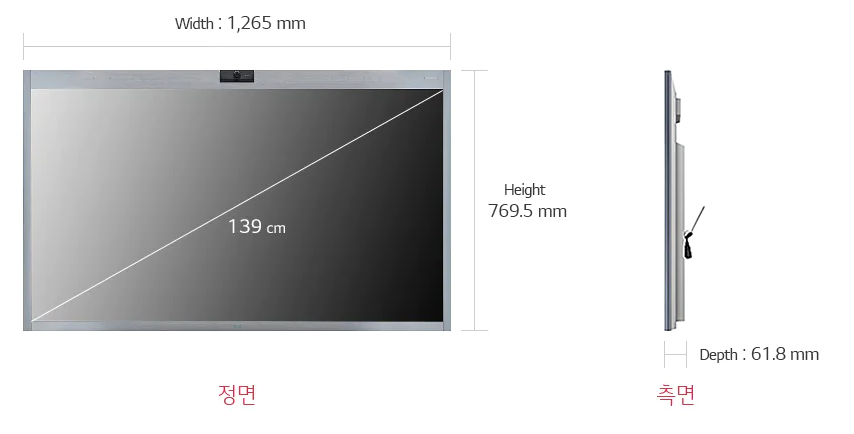 Width : 1,265 mm
Height
769.5 mm
139 cm
Depth : 61.8 mm
정면
측면